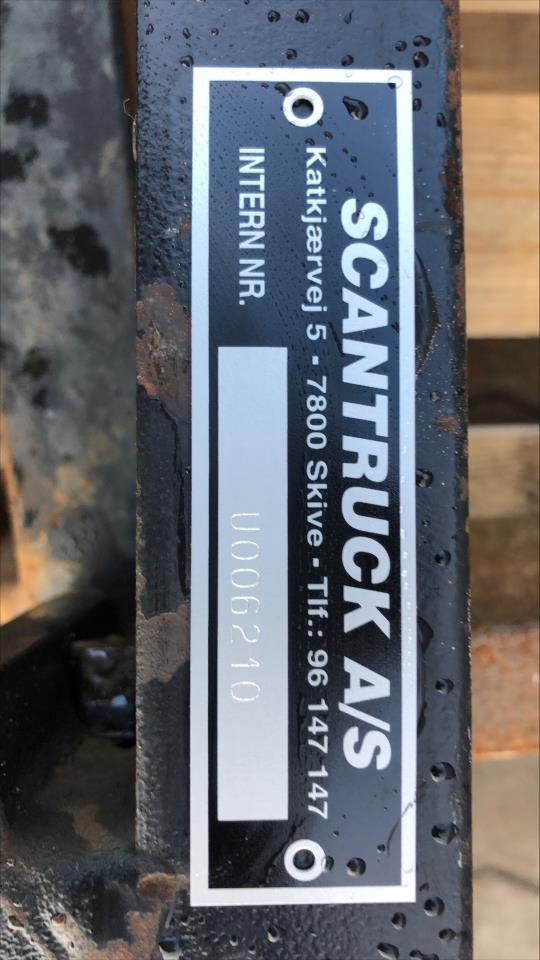 SCANTRUCK A/S
Katkjærvej 5 • 7800 Skive • Tlf.: 96 147 147
INTERN NR. U006210